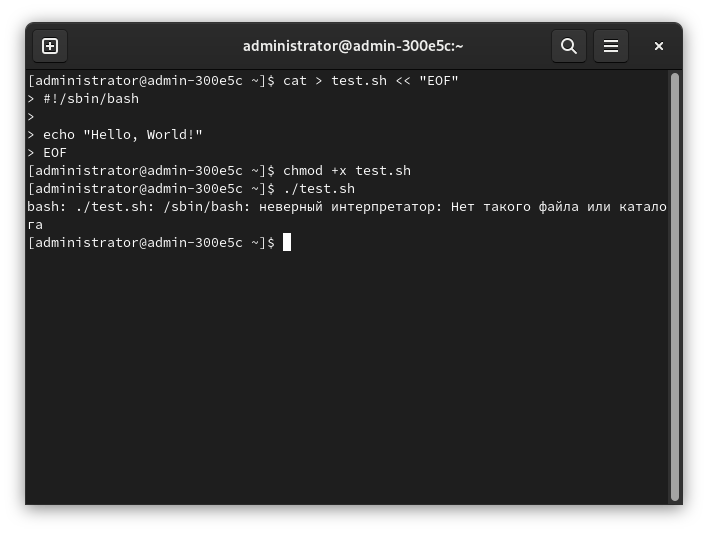 administrator@admin-300e5c:~
[administrator@admin-300e5c ~]$ cat > test.sh << "EOF"
> #!/sbin/bash
>
> echo "Hello, World!"
> EOF
[administrator@admin-300e5c ~]$ chmod +x test.sh
[administrator@admin-300e5c ~]$ ./test.sh
bash: ./test.sh: /sbin/bash: неверный интерпретатор: Нет такого файла или катало
га
[administrator@admin-300e5c ~]$